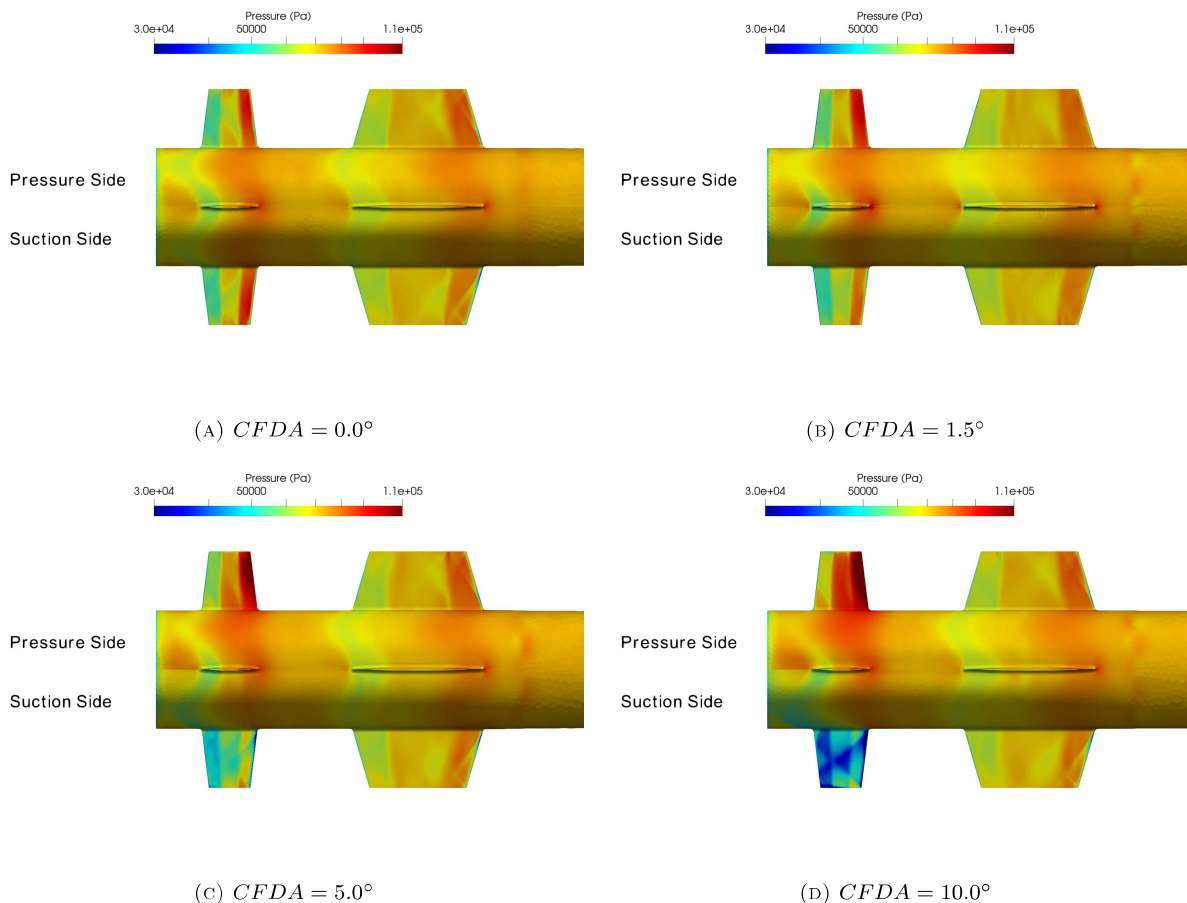 Pressure (Pa)
3.0e+04 50000 1.1e+05
Pressure Side
Suction Side
(A) CFDA = 0.0°
Pressure (Pa)
3.0e+04 50000 1.1e+05
Pressure Side
Suction Side
(B) CFDA = 1.5°
Pressure (Pa)
3.0e+04 50000 1.1e+05
Pressure Side
Suction Side
(C) CFDA = 5.0°
Pressure (Pa)
3.0e+04 50000 1.1e+05
Pressure Side
Suction Side
(D) CFDA = 10.0°